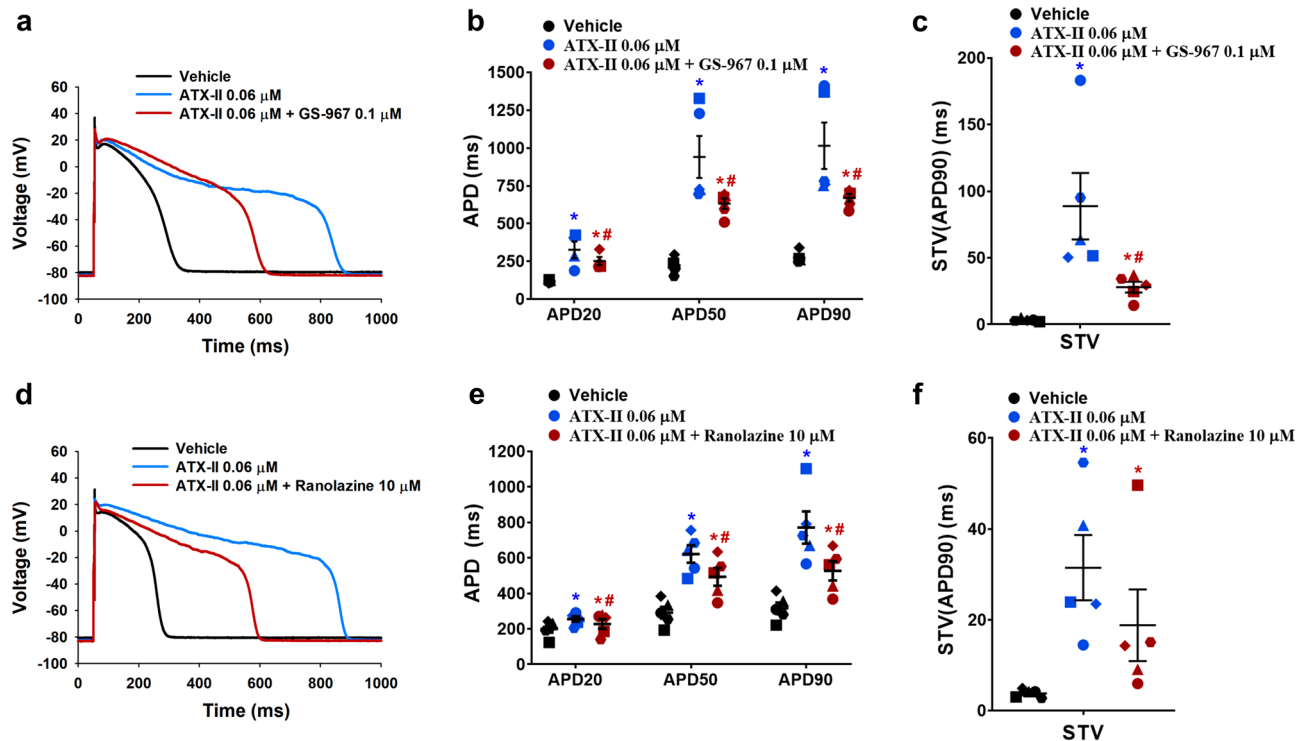 a
Vehicle
ATX-II 0.06 μM
ATX-II 0.06 μM + GS-967 0.1 μM
Voltage (mV)
60
40
20
0
-20
-40
-60
-80
-100
0
200
400
600
800
1000
Time (ms)
b
Vehicle
ATX-II 0.06 μM
ATX-II 0.06 μM + GS-967 0.1 μM
APD (ms)
1500
1250
1000
750
500
250
0
*
*#
*
*#
*
*#
APD20
APD50
APD90
c
Vehicle
ATX-II 0.06 μM
ATX-II 0.06 μM + GS-967 0.1 μM
STV(APD90) (ms)
200
150
100
50
0
*
*#
STV
d
Vehicle
ATX-II 0.06 μM
ATX-II 0.06 μM + Ranolazine 10 μM
Voltage (mV)
60
40
20
0
-20
-40
-60
-80
-100
0
200
400
600
800
1000
Time (ms)
e
Vehicle
ATX-II 0.06 μM
ATX-II 0.06 μM + Ranolazine 10 μM
APD (ms)
1200
1000
800
600
400
200
0
*
*#
*
*#
*
*#
APD20
APD50
APD90
f
Vehicle
ATX-II 0.06 μM
ATX-II 0.06 μM + Ranolazine 10 μM
STV(APD90) (ms)
60
40
20
0
*
*
STV